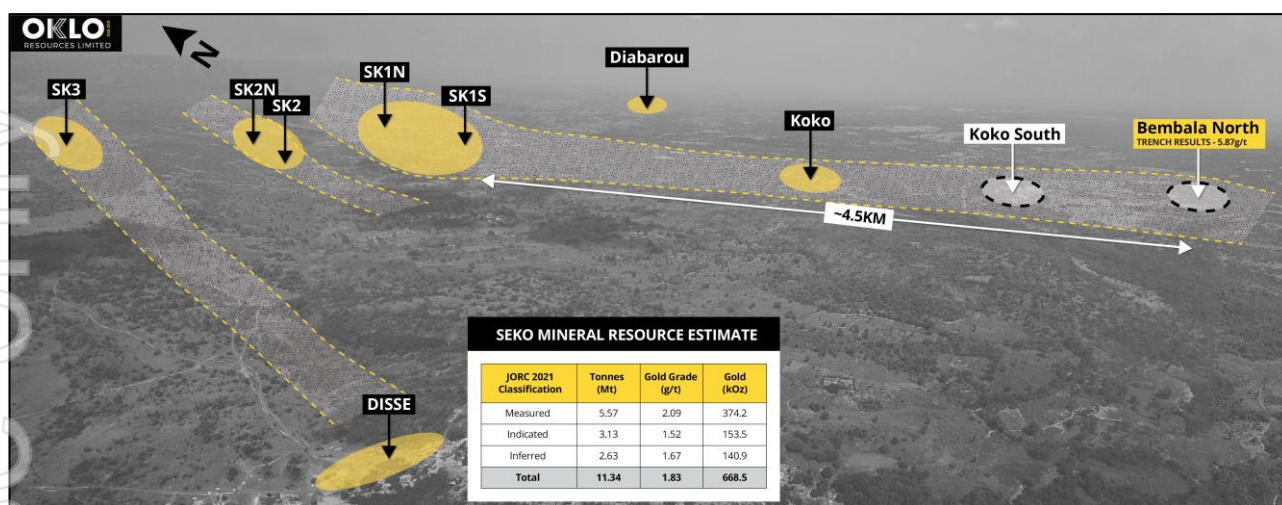 OKLO
RESOURCES LIMITED
N
SK3
SK2N
SK2
SK1N
SK1S
Diabarou
Koko
Koko South
Bembala North
TRENCH RESULTS - 5.87g/t
~4.5KM
DISSE
SEKO MINERAL RESOURCE ESTIMATE
JORC 2021 Classification Tonnes (Mt) Gold Grade (g/t) Gold (kOz)
Measured 5.57 2.09 374.2
Indicated 3.13 1.52 153.5
Inferred 2.63 1.67 140.9
Total 11.34 1.83 668.5